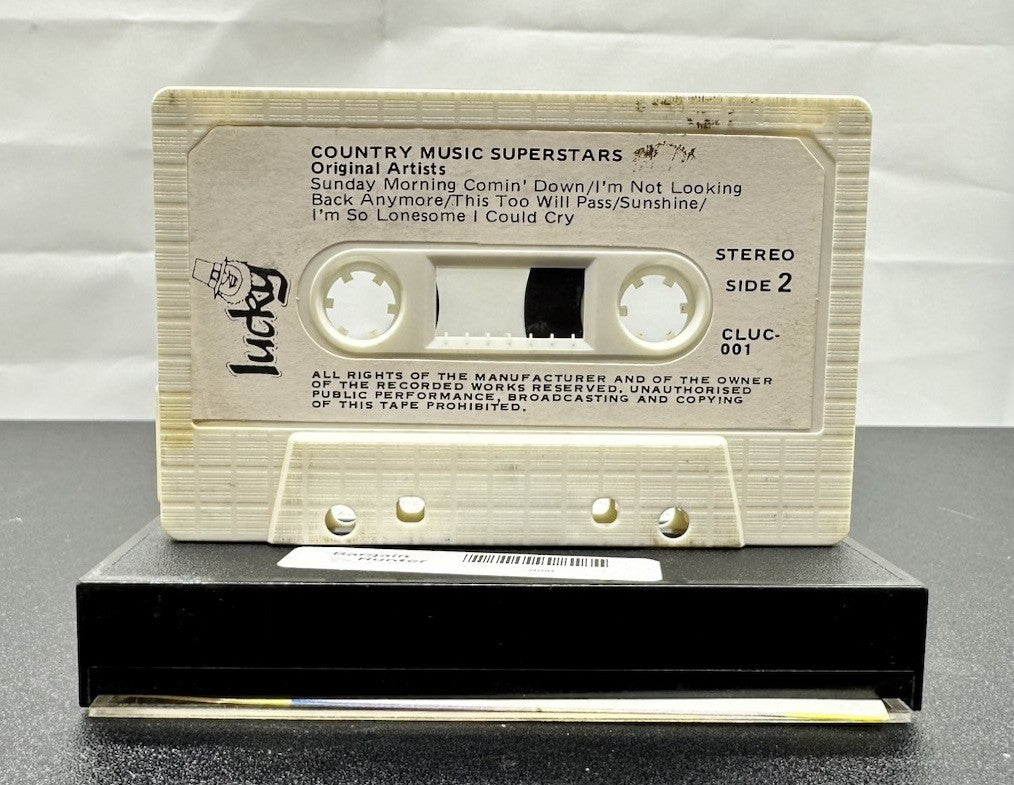 COUNTRY MUSIC SUPERSTARS
Original Artists
Sunday Morning Comin' Down/I'm Not Looking
Back Anymore/This Too Will Pass/Sunshine/
I'm So Lonesome I Could Cry
lucky
STEREO
SIDE 2
CLUC-
001
ALL RIGHTS OF THE MANUFACTURER AND OF THE OWNER
OF THE RECORDED WORKS RESERVED. UNAUTHORISED
PUBLIC PERFORMANCE, BROADCASTING AND COPYING
OF THIS TAPE PROHIBITED.
Bargain
Hunter